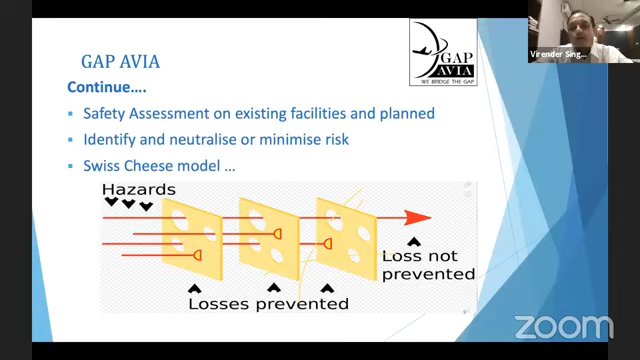 GAP AVIA
GAP
AVIA
WE BRIDGE THE GAP
Virender Sing...
Continue....
Safety Assessment on existing facilities and planned
Identify and neutralise or minimise risk
Swiss Cheese model ...
Hazards
Loss not
prevented
Losses prevented
zoom